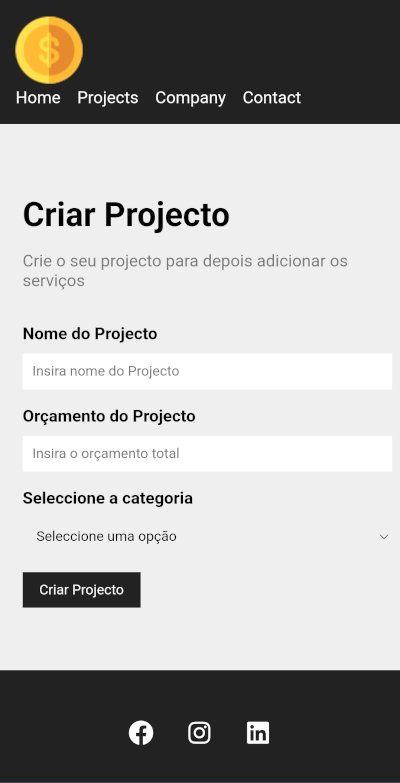 $
Home Projects Company Contact
Criar Projecto
Crie o seu projecto para depois adicionar os
serviços
Nome do Projecto
Insira nome do Projecto
Orçamento do Projecto
Insira o orçamento total
Seleccione a categoria
Seleccione uma opção
Criar Projecto